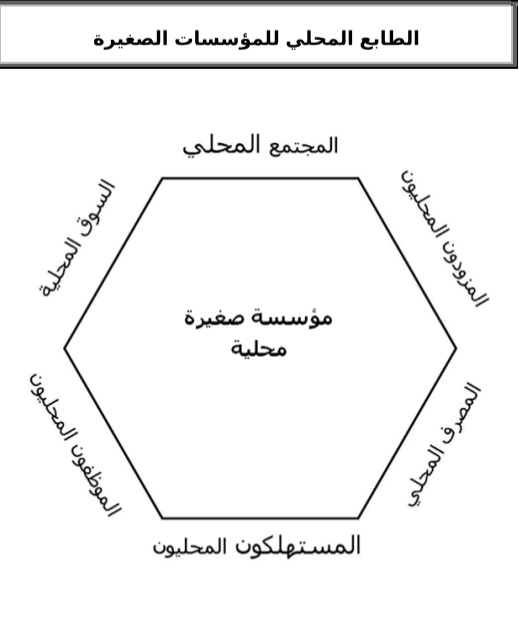 الطابع المحلي للمؤسسات الصغيرة
المجتمع المحلي
المزودون المحليون
السوق المحلية
مؤسسة صغيرة
محلية
المصرف المحلي
الموظفون المحليون
المستهلكون المحليون